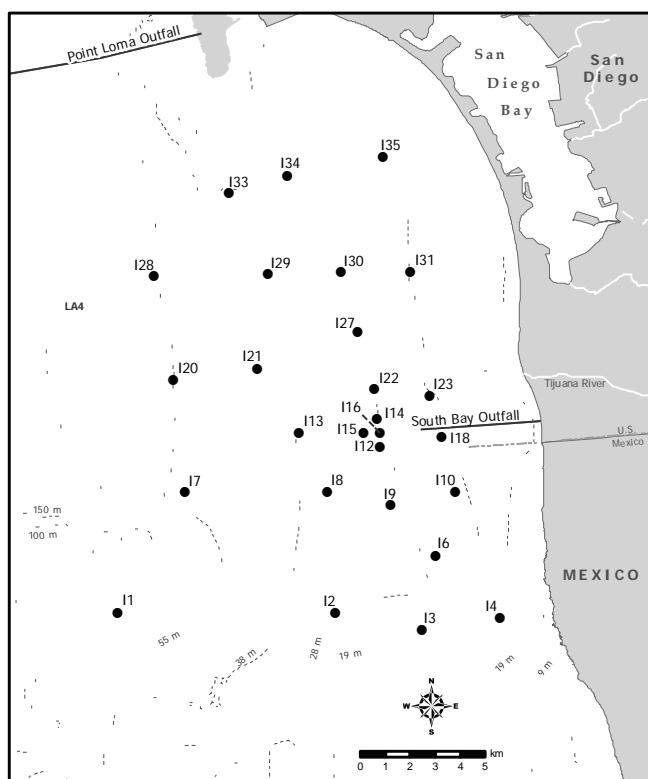 Point Loma Outfall
San
Diego
Bay
San
Diego
I35
I34
I33
I28
I29
I30
I31
LA4
I27
I21
I20
I22
I23
Tijuana River
I16
I14
South Bay Outfall
I13
I15
I18
U.S.
Mexico
I12
I7
I8
I10
I9
150 m
100 m
I6
MEXICO
I1
I2
I4
I3
55 m
38 m
28 m
19 m
19 m
9 m
N
W E
S
km
0 1 2 3 4 5